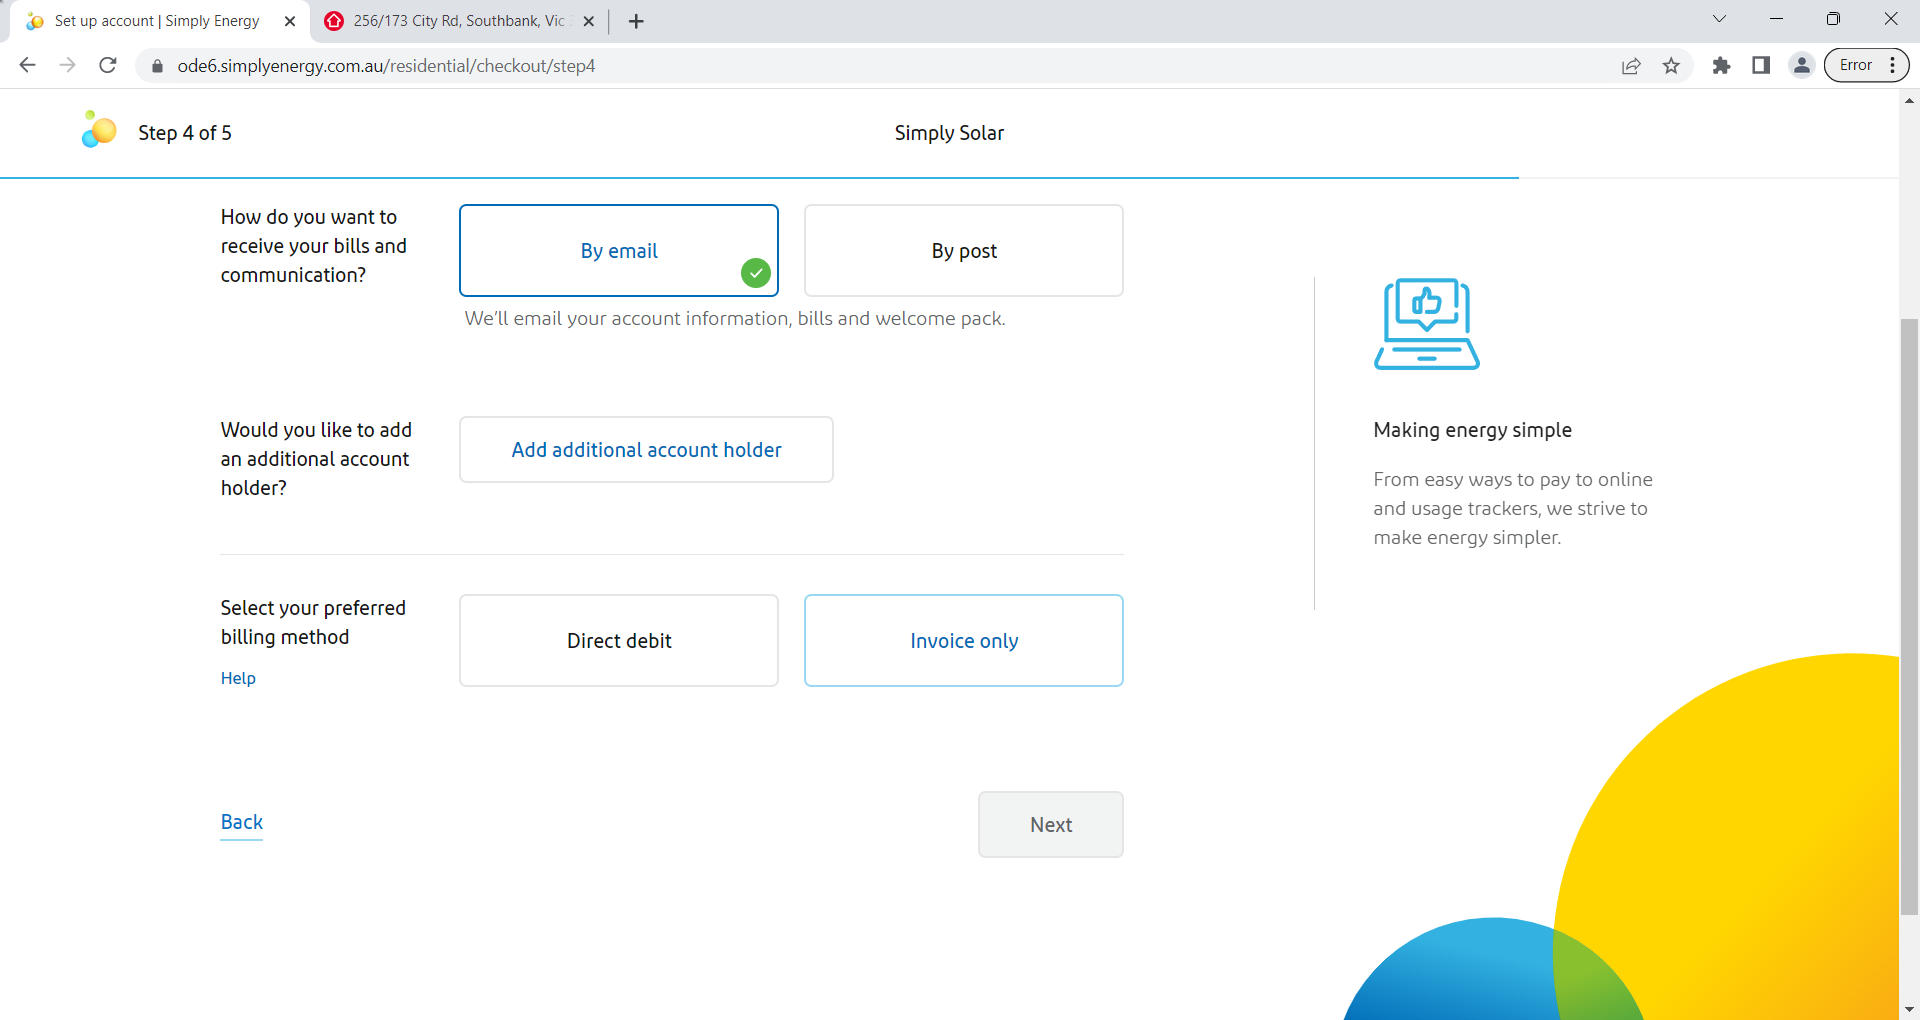 Set up account | Simply Energy
256/173 City Rd, Southbank, Vic
ode6.simplyenergy.com.au/residential/checkout/step4
Error
Step 4 of 5
Simply Solar
How do you want to
receive your bills and
communication?
By email
By post
We'll email your account information, bills and welcome pack.
Would you like to add
an additional account
holder?
Add additional account holder
Making energy simple
From easy ways to pay to online
and usage trackers, we strive to
make energy simpler.
Select your preferred
billing method
Help
Direct debit
Invoice only
Back
Next